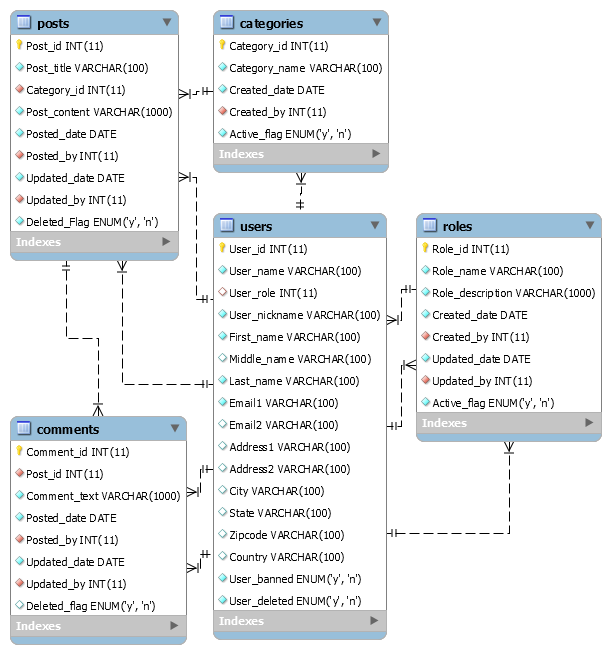 posts
Post_id INT(11)
Post_title VARCHAR(100)
Category_id INT(11)
Post_content VARCHAR(1000)
Posted_date DATE
Posted_by INT(11)
Updated_date DATE
Updated_by INT(11)
Deleted_Flag ENUM('y', 'n')
Indexes
categories
Category_id INT(11)
Category_name VARCHAR(100)
Created_date DATE
Created_by INT(11)
Active_flag ENUM('y', 'n')
Indexes
users
User_id INT(11)
User_name VARCHAR(100)
User_role INT(11)
User_nickname VARCHAR(100)
First_name VARCHAR(100)
Middle_name VARCHAR(100)
Last_name VARCHAR(100)
Email1 VARCHAR(100)
Email2 VARCHAR(100)
Address1 VARCHAR(100)
Address2 VARCHAR(100)
City VARCHAR(100)
State VARCHAR(100)
Zipcode VARCHAR(100)
Country VARCHAR(100)
User_banned ENUM('y', 'n')
User_deleted ENUM('y', 'n')
Indexes
roles
Role_id INT(11)
Role_name VARCHAR(100)
Role_description VARCHAR(1000)
Created_date DATE
Created_by INT(11)
Updated_date DATE
Updated_by INT(11)
Active_flag ENUM('y', 'n')
Indexes
comments
Comment_id INT(11)
Post_id INT(11)
Comment_text VARCHAR(1000)
Posted_date DATE
Posted_by INT(11)
Updated_date DATE
Updated_by INT(11)
Deleted_flag ENUM('y', 'n')
Indexes